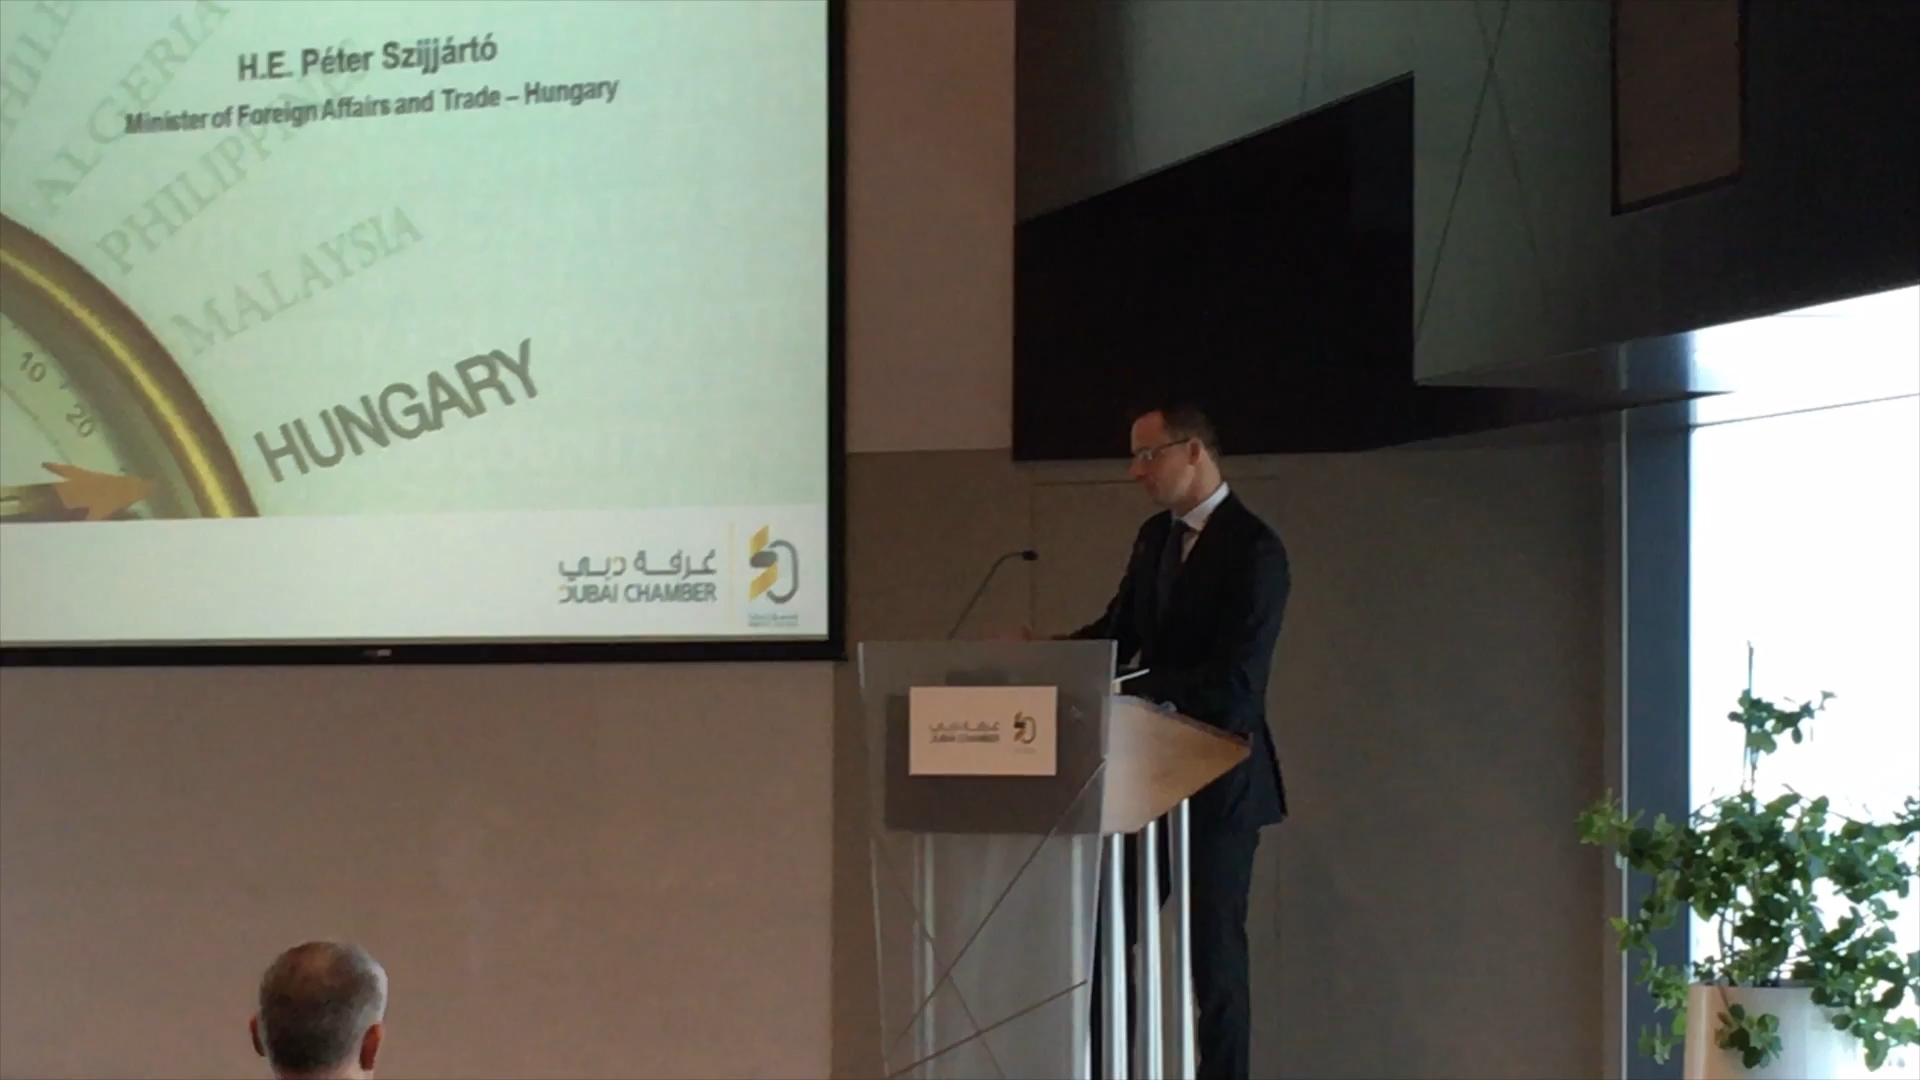 H.E. Péter Szijjártó
Minister of Foreign Affairs and Trade – Hungary
ALGERIA
PHILIPPINES
MALAYSIA
HUNGARY
10
20
غرفة دبي
DUBAI CHAMBER
غرفة دبي
DUBAI CHAMBER